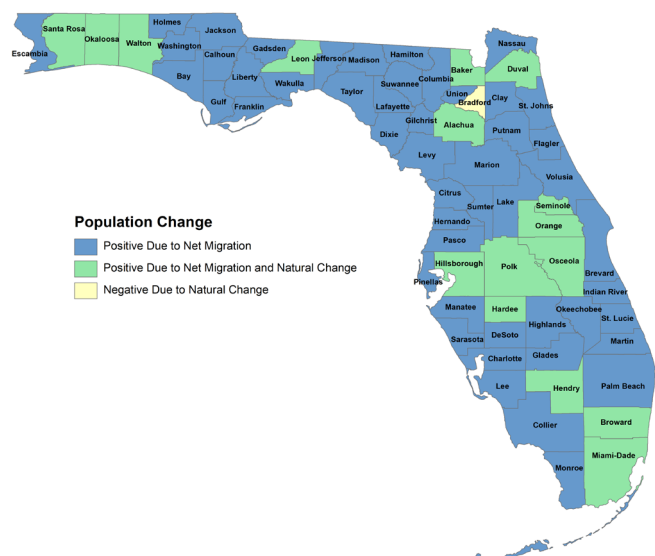 Holmes
Jackson
Santa Rosa
Okaloosa
Walton
Washington
Escambia
Calhoun
Gadsden
Leon
Jefferson
Madison
Hamilton
Nassau
Baker
Duval
Bay
Liberty
Wakulla
Taylor
Suwannee
Columbia
Union
Bradford
Clay
St. Johns
Gulf
Franklin
Lafayette
Gilchrist
Alachua
Putnam
Dixie
Flagler
Levy
Marion
Volusia
Citrus
Sumter
Lake
Seminole
Hernando
Orange
Pasco
Hillsborough
Polk
Osceola
Brevard
Pinellas
Indian River
Manatee
Hardee
Okeechobee
St. Lucie
Highlands
Sarasota
DeSoto
Martin
Charlotte
Glades
Lee
Hendry
Palm Beach
Collier
Broward
Miami-Dade
Monroe
Population Change
Positive Due to Net Migration
Positive Due to Net Migration and Natural Change
Negative Due to Natural Change